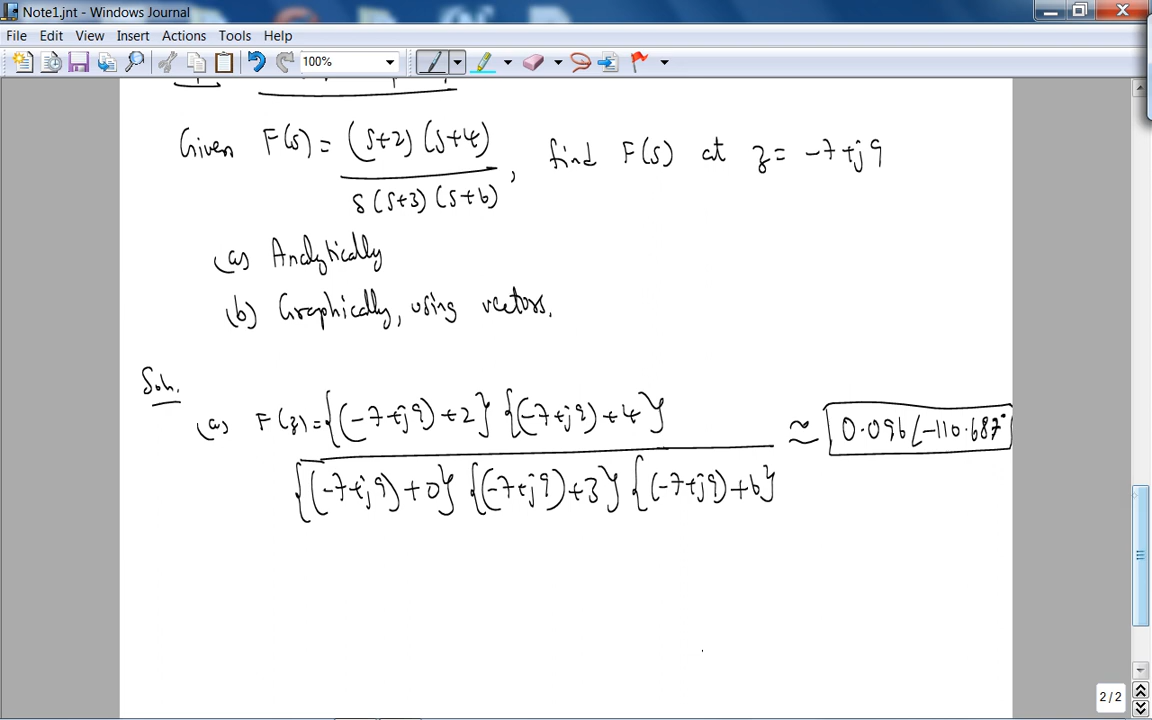 Note1.jnt - Windows Journal
File Edit View Insert Actions Tools Help
100%
Given F(s) = (s+2) (s+4) / s (s+3) (s+6) , find F(s) at z = -7+j9
(a) Analytically
(b) Graphically, using vectors.
Soln.
(a) F(z) = {(-7+j9)+2} {(-7+j9)+4} / {(-7+j9)+0} {(-7+j9)+3} {(-7+j9)+6} ≈ 0.096∠-110.687°
2/2